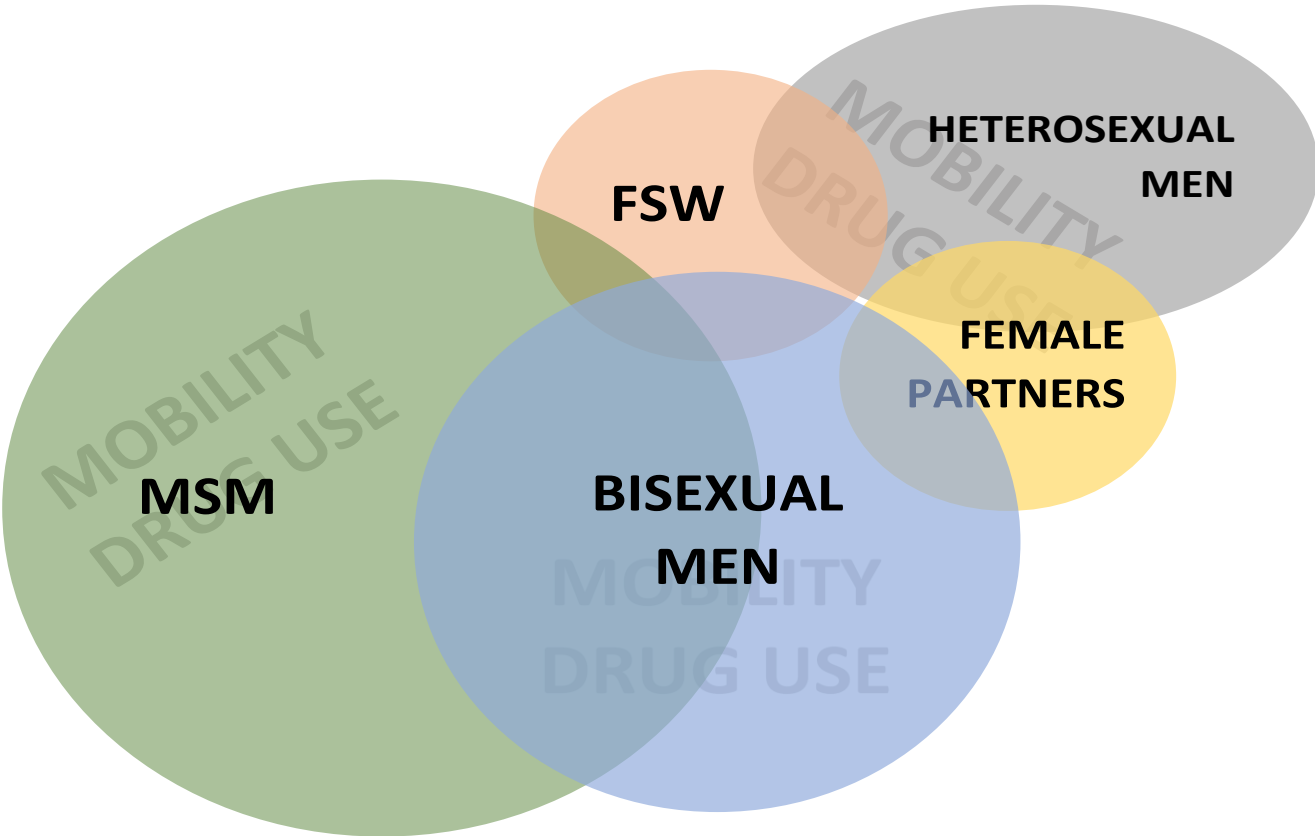 MOBILITY
DRUG USE
HETEROSEXUAL
MEN
FSW
FEMALE
PARTNERS
MOBILITY
DRUG USE
MSM
BISEXUAL
MEN
MOBILITY
DRUG USE